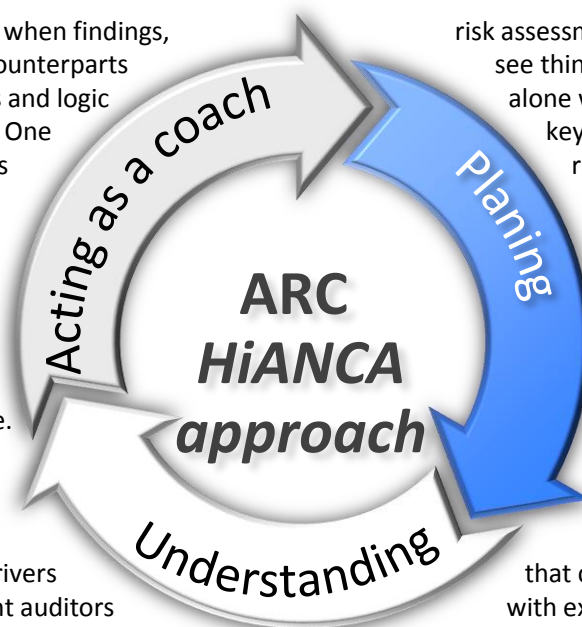 when findings,
ounterparts
s and logic
One
s
risk assessm
see thin
alone w
key
r
Acting as a coach
Planing
ARC
HiANCA
approach
e.
Understanding
rivers
nt auditors
that c
with ex